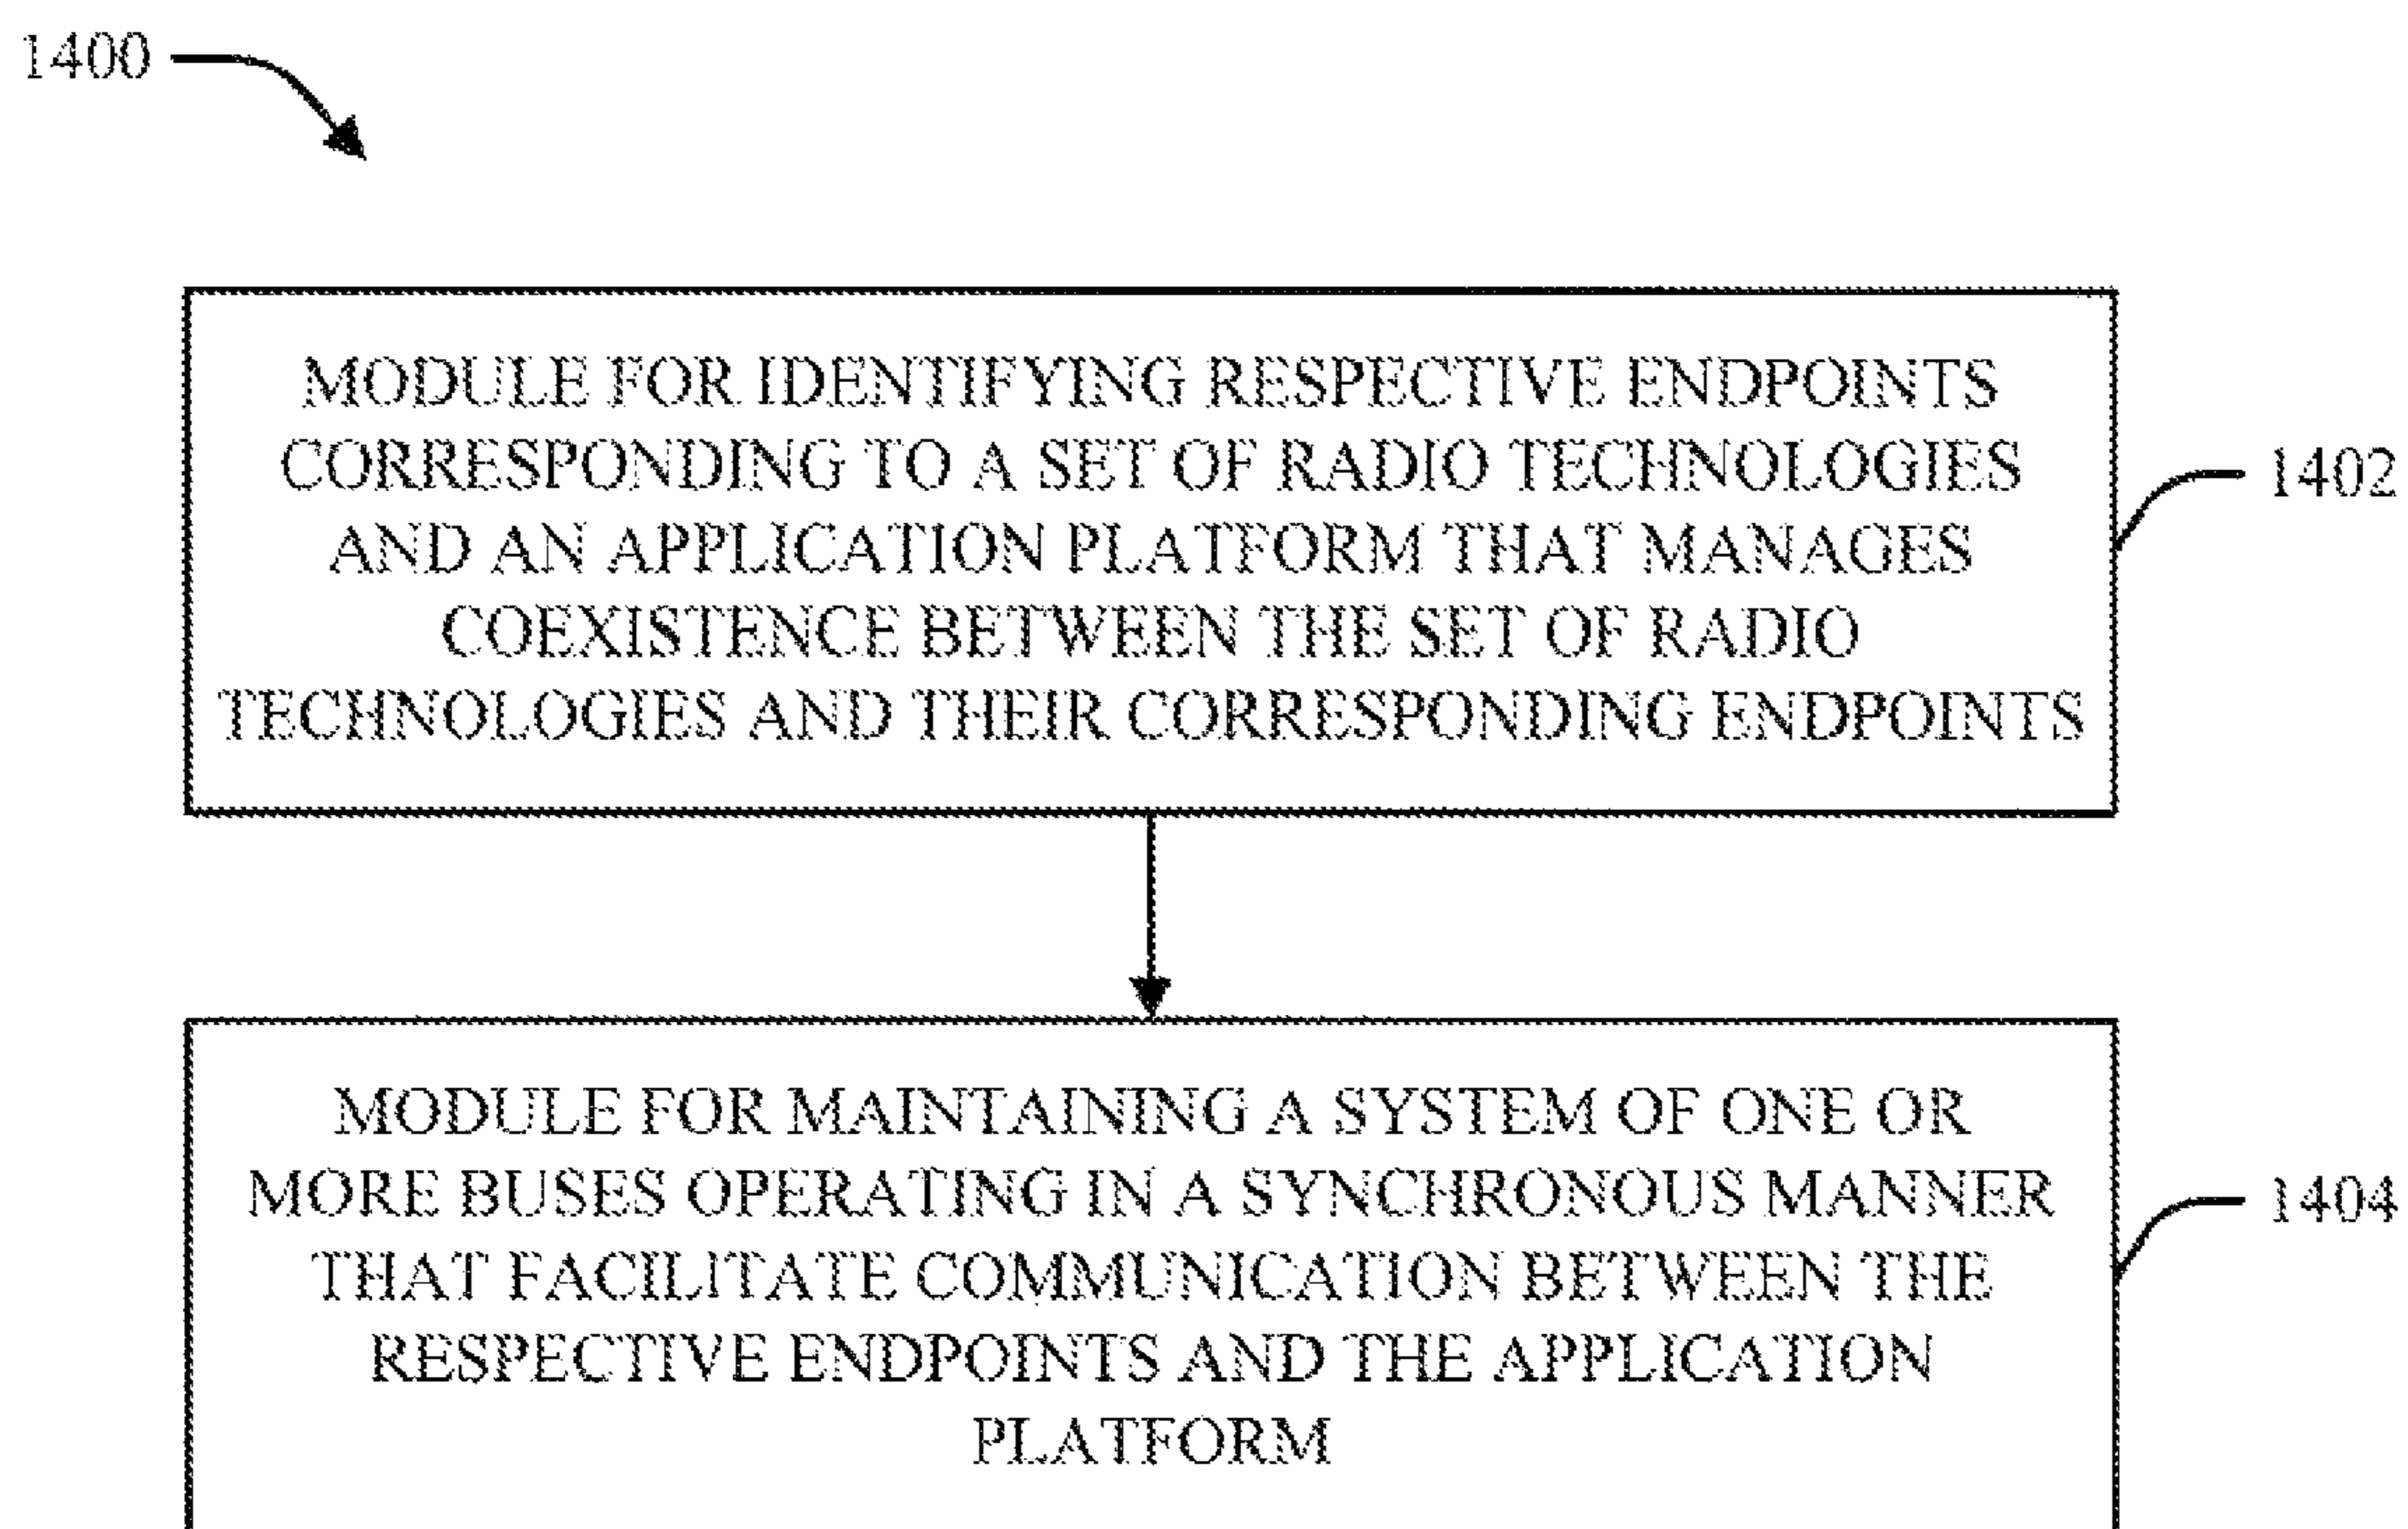 1400
MODULE FOR IDENTIFYING RESPECTIVE ENDPOINTS
CORRESPONDING TO A SET OF RADIO TECHNOLOGIES
AND AN APPLICATION PLATFORM THAT MANAGES
COEXISTENCE BETWEEN THE SET OF RADIO
TECHNOLOGIES AND THEIR CORRESPONDING ENDPOINTS
1402
MODULE FOR MAINTAINING A SYSTEM OF ONE OR
MORE BUSES OPERATING IN A SYNCHRONOUS MANNER
THAT FACILITATE COMMUNICATION BETWEEN THE
RESPECTIVE ENDPOINTS AND THE APPLICATION
PLATFORM
1404